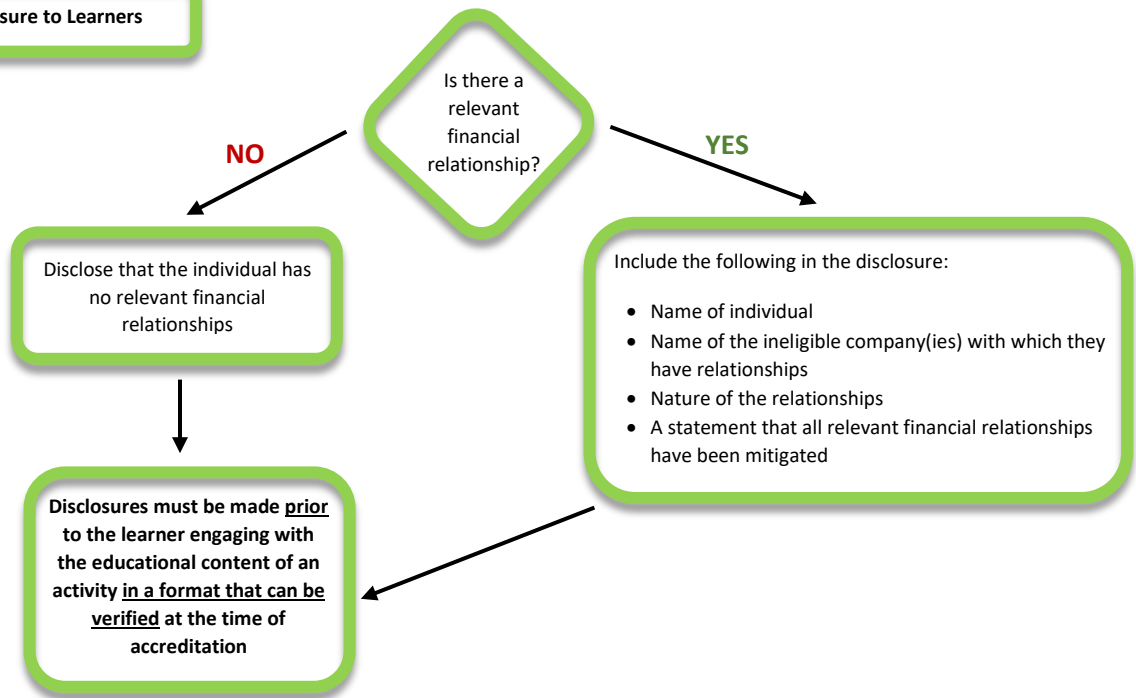 sure to Learners
Is there a
relevant
financial
relationship?
NO
YES
Disclose that the individual has
no relevant financial
relationships
Include the following in the disclosure:
• Name of individual
• Name of the ineligible company(ies) with which they
have relationships
• Nature of the relationships
• A statement that all relevant financial relationships
have been mitigated
Disclosures must be made prior
to the learner engaging with
the educational content of an
activity in a format that can be
verified at the time of
accreditation